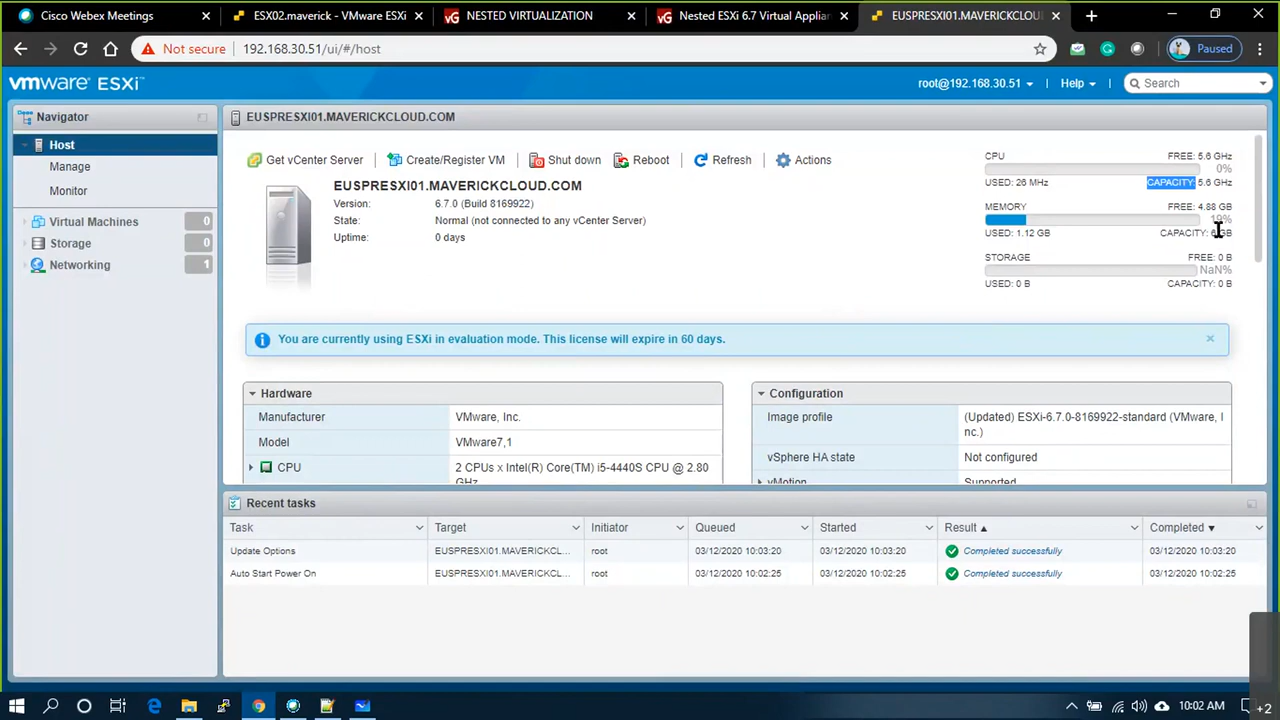 Cisco Webex Meetings
ESX02.maverick - VMware ESXi
NESTED VIRTUALIZATION
Nested ESXi 6.7 Virtual Applian
EUSPRESXI01.MAVERICKCLOUD
Not secure
192.168.30.51/ui/#/host
Paused
vmware ESXi
root@192.168.30.51
Help
Search
Navigator
Host
Manage
Monitor
Virtual Machines
0
Storage
0
Networking
1
EUSPRESXI01.MAVERICKCLOUD.COM
Get vCenter Server
Create/Register VM
Shut down
Reboot
Refresh
Actions
EUSPRESXI01.MAVERICKCLOUD.COM
Version: 6.7.0 (Build 8169922)
State: Normal (not connected to any vCenter Server)
Uptime: 0 days
CPU FREE: 5.6 GHz
0%
USED: 26 MHz CAPACITY: 5.6 GHz
MEMORY FREE: 4.88 GB
19%
USED: 1.12 GB CAPACITY: 6 GB
STORAGE FREE: 0 B
NaN%
USED: 0 B CAPACITY: 0 B
You are currently using ESXi in evaluation mode. This license will expire in 60 days.
Hardware
Manufacturer VMware, Inc.
Model VMware7,1
CPU 2 CPUs x Intel(R) Core(TM) i5-4440S CPU @ 2.80
GHz
Configuration
Image profile (Updated) ESXi-6.7.0-8169922-standard (VMware, I
nc.)
vSphere HA state Not configured
vMotion Supported
Recent tasks
Task Target Initiator Queued Started Result Completed
Update Options EUSPRESXI01.MAVERICKCL... root 03/12/2020 10:03:20 03/12/2020 10:03:20 Completed successfully 03/12/2020 10:03:20
Auto Start Power On EUSPRESXI01.MAVERICKCL... root 03/12/2020 10:02:25 03/12/2020 10:02:25 Completed successfully 03/12/2020 10:02:25
10:02 AM
+2